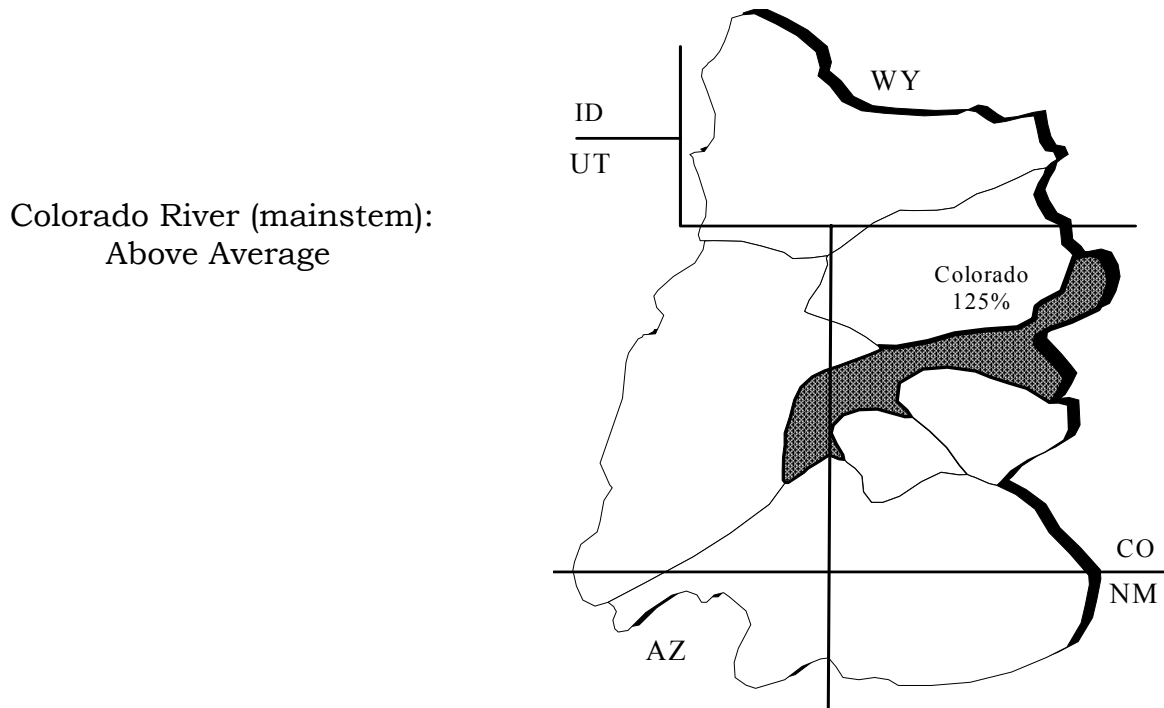 Colorado River (mainstem):
Above Average
WY
ID
UT
Colorado
125%
CO
NM
AZ